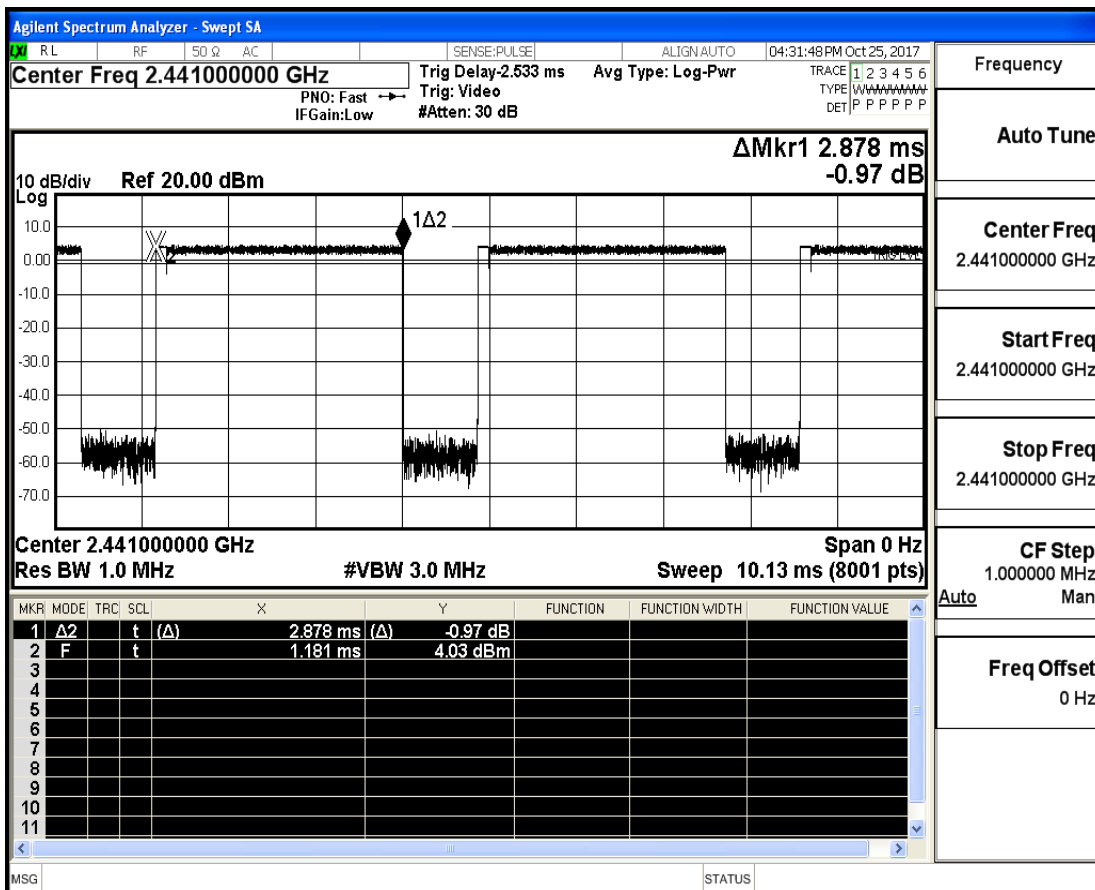 Agilent Spectrum Analyzer - Swept SA
LXI RL RF 50 Ω AC SENSE:PULSE ALIGN AUTO 04:31:48 PM Oct 25, 2017
Center Freq 2.441000000 GHz
PNO: Fast
IFGain:Low
Trig Delay-2.533 ms
Trig: Video
#Atten: 30 dB
Avg Type: Log-Pwr
TRACE 1 2 3 4 5 6
TYPE
DET P P P P P P
ΔMkr1 2.878 ms
-0.97 dB
10 dB/div Ref 20.00 dBm
Log
10.0
0.00
-10.0
-20.0
-30.0
-40.0
-50.0
-60.0
-70.0
1Δ2
2
TRIG LVL
Center 2.441000000 GHz Span 0 Hz
Res BW 1.0 MHz #VBW 3.0 MHz Sweep 10.13 ms (8001 pts)
MKR MODE TRC SCL X Y FUNCTION FUNCTION WIDTH FUNCTION VALUE
1 Δ2 t (Δ) 2.878 ms (Δ) -0.97 dB
2 F t 1.181 ms 4.03 dBm
3
4
5
6
7
8
9
10
11
MSG STATUS
Frequency
Auto Tune
Center Freq
2.441000000 GHz
Start Freq
2.441000000 GHz
Stop Freq
2.441000000 GHz
CF Step
1.000000 MHz
Auto Man
Freq Offset
0 Hz